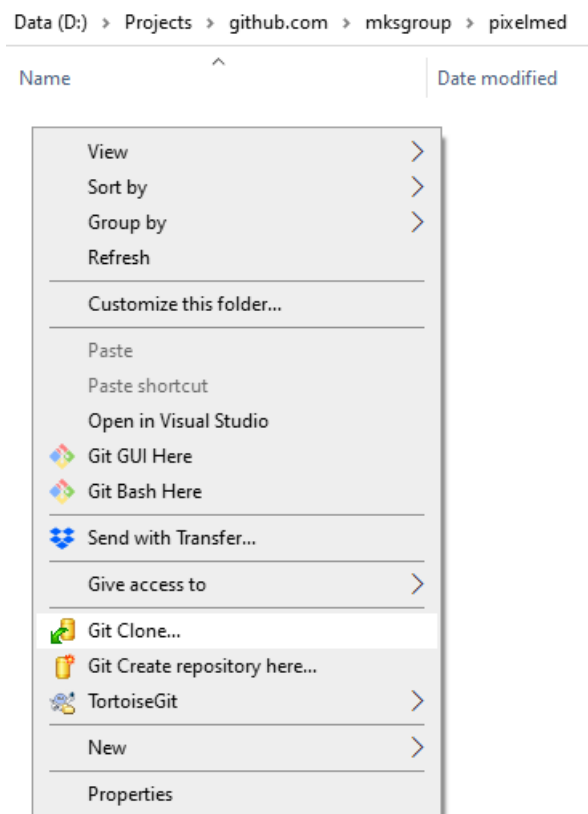 Data (D:) > Projects > github.com > mksgroup > pixelmed
Name Date modified
View
Sort by
Group by
Refresh
Customize this folder...
Paste
Paste shortcut
Open in Visual Studio
Git GUI Here
Git Bash Here
Send with Transfer...
Give access to
Git Clone...
Git Create repository here...
TortoiseGit
New
Properties